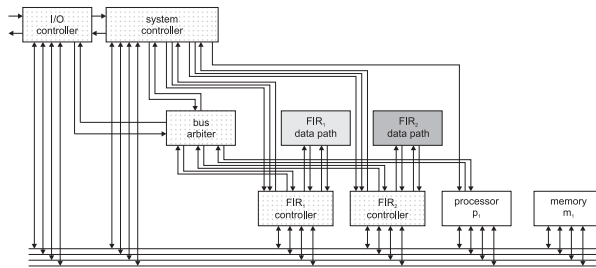 I/O
controller
system
controller
bus
arbiter
FIR₁
data path
FIR₂
data path
FIR₁
controller
FIR₂
controller
processor
p₁
memory
m₁